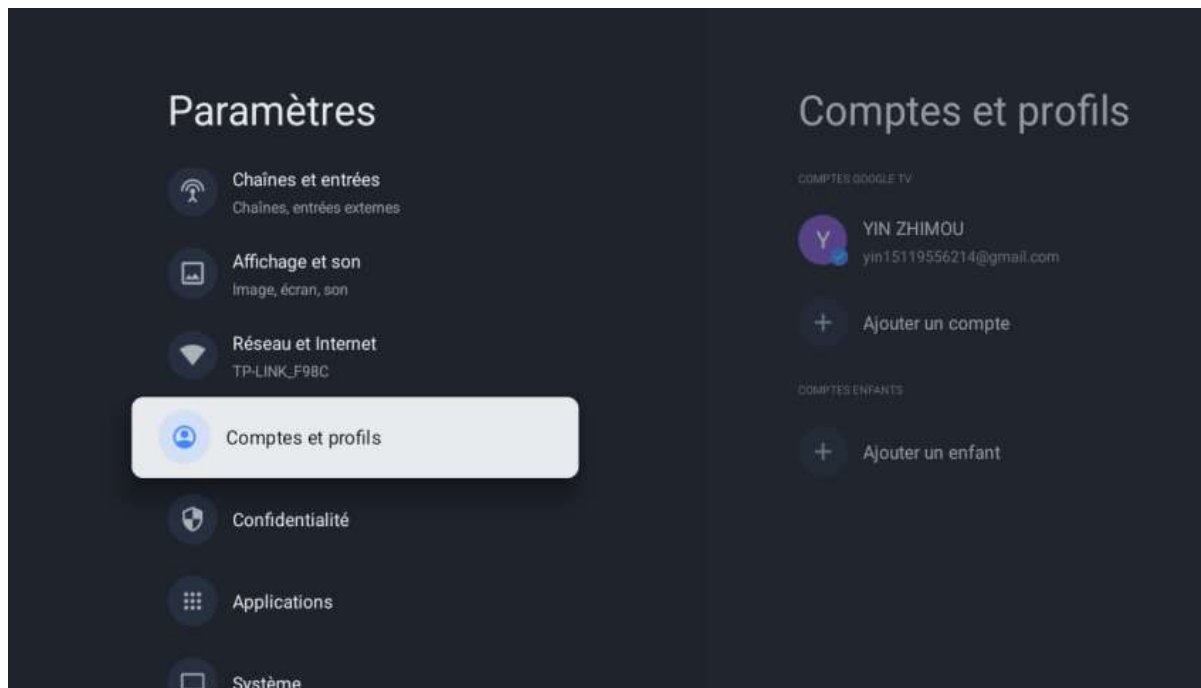 Paramètres
Chaînes et entrées
Chaînes, entrées externes
Affichage et son
Image, écran, son
Réseau et Internet
TP-LINK_F98C
Comptes et profils
Confidentialité
Applications
Système
Comptes et profils
COMPTES GOOGLE TV
Y
YIN ZHIMOU
yin15119556214@gmail.com
Ajouter un compte
COMPTES ENFANTS
Ajouter un enfant